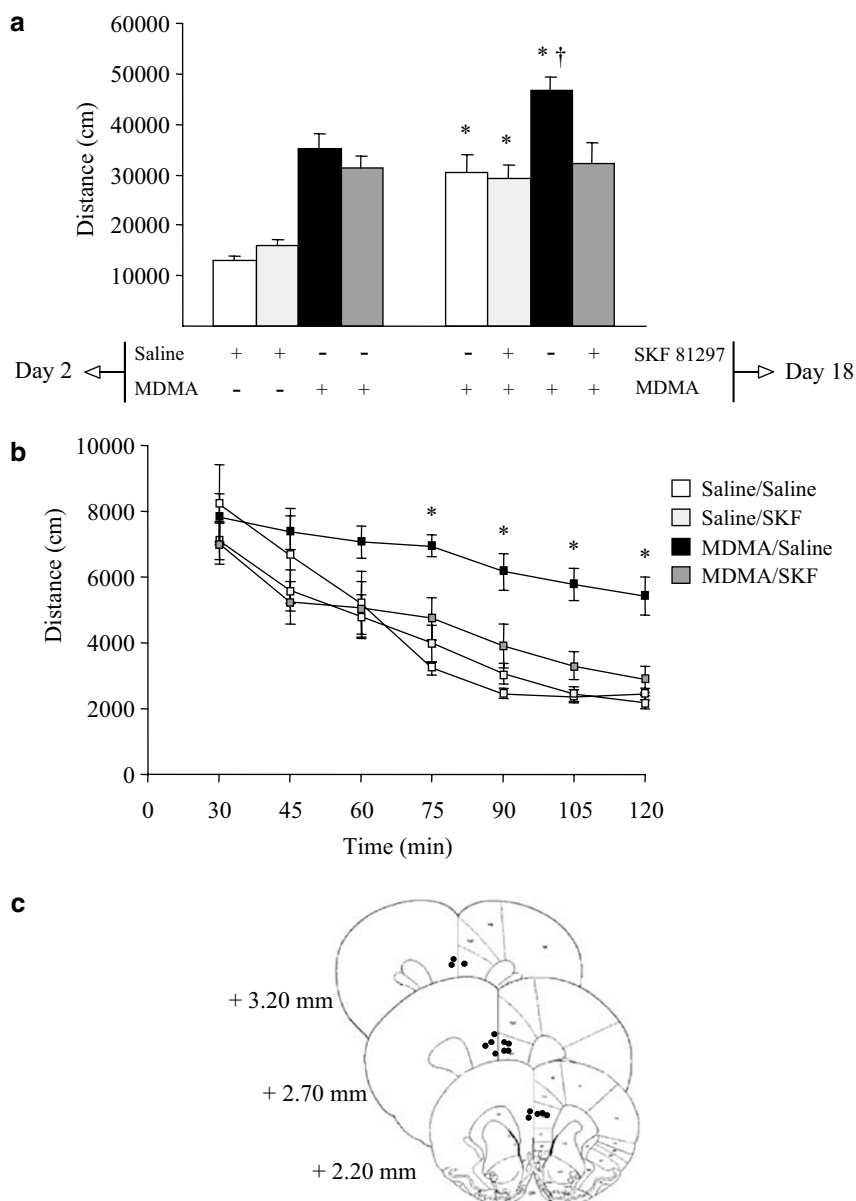 a
60000
50000
40000
30000
20000
10000
Distance (cm)
* * * †
Saline + + - - - + - + SKF 81297
Day 2 Day 18
MDMA - - + + + + + + MDMA
b
10000
8000
6000
4000
2000
0
Distance (cm)
* * * *
0 30 45 60 75 90 105 120
Time (min)
Saline/Saline
Saline/SKF
MDMA/Saline
MDMA/SKF
c
+ 3.20 mm
+ 2.70 mm
+ 2.20 mm